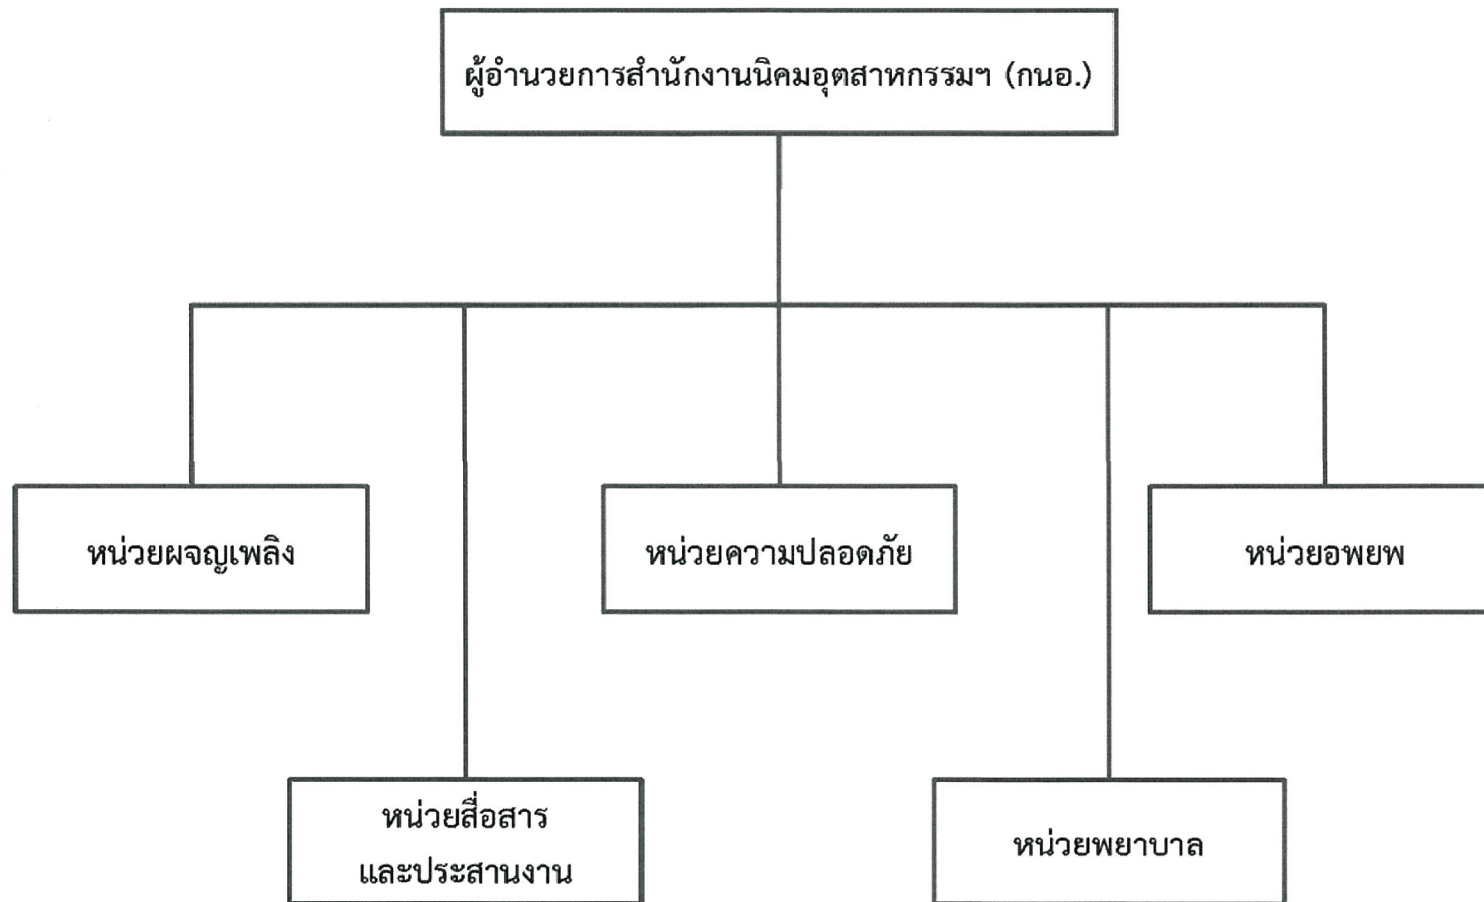 ผู้อำนวยการสำนักงานนิคมอุตสาหกรรมฯ (กนอ.)
หน่วยผจญเพลิง
หน่วยความปลอดภัย
หน่วยอพยพ
หน่วยสื่อสาร
และประสานงาน
หน่วยพยาบาล